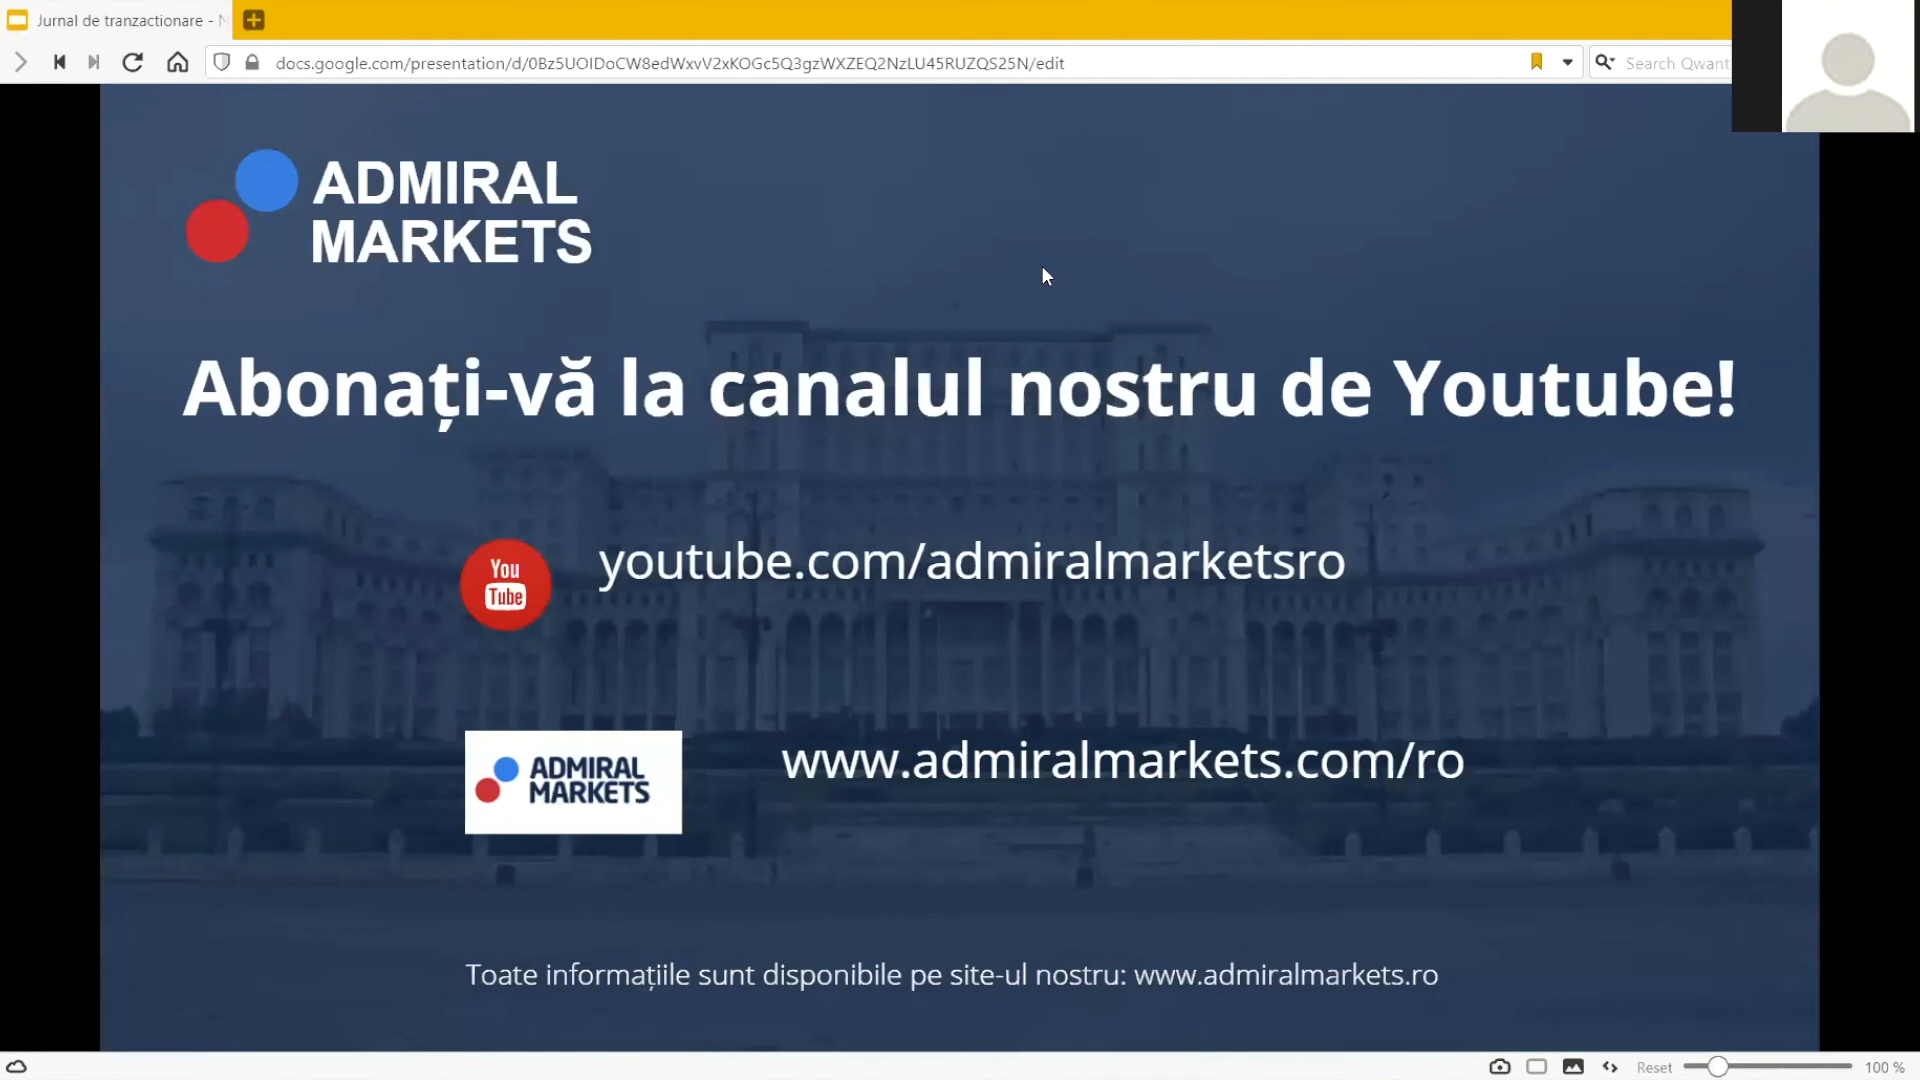 Jurnal de tranzactionare -
docs.google.com/presentation/d/0Bz5UOIDoCW8edWxvV2xKOGc5Q3gzWXZEQ2NzLU45RUZQS25N/edit
Search Qwant
ADMIRAL
MARKETS
Abonați-vă la canalul nostru de Youtube!
You
Tube
youtube.com/admiralmarketsro
ADMIRAL
MARKETS
www.admiralmarkets.com/ro
Toate informațiile sunt disponibile pe site-ul nostru: www.admiralmarkets.ro
Reset
100 %